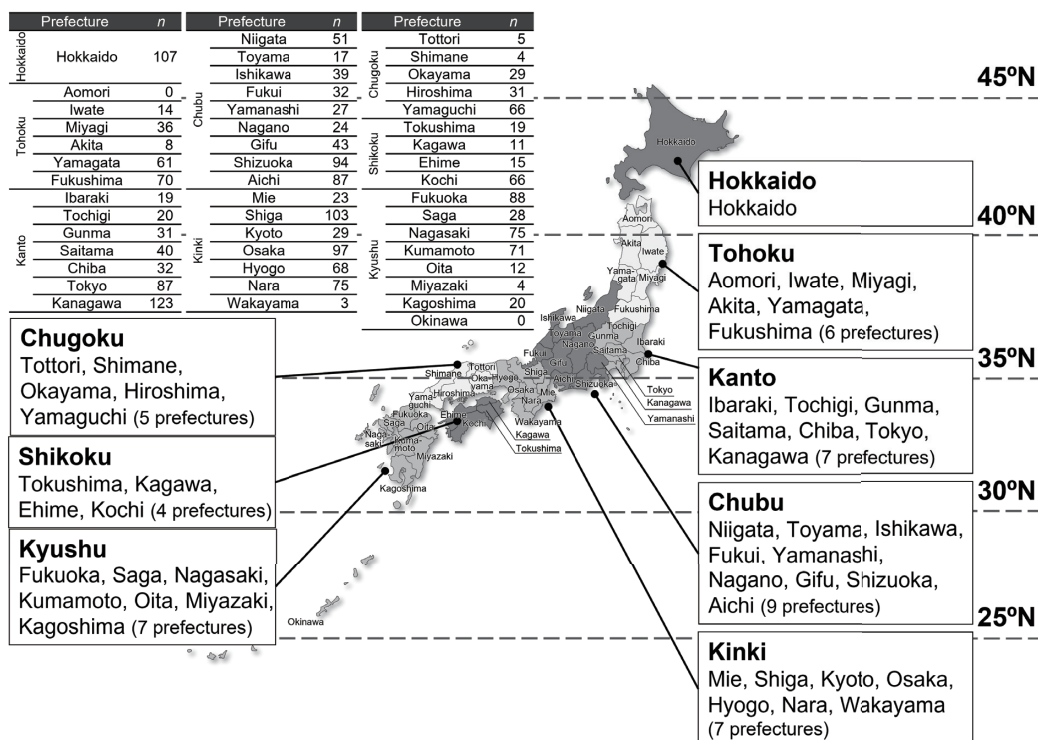 Prefecture n Prefecture n Prefecture n
Hokkaido
Hokkaido 107
Tohoku
Aomori 0
Iwate 14
Miyagi 36
Akita 8
Yamagata 61
Fukushima 70
Kanto
Ibaraki 19
Tochigi 20
Gunma 31
Saitama 40
Chiba 32
Tokyo 87
Kanagawa 123
Chubu
Niigata 51
Toyama 17
Ishikawa 39
Fukui 32
Yamanashi 27
Nagano 24
Gifu 43
Shizuoka 94
Aichi 87
Kinki
Mie 23
Shiga 103
Kyoto 29
Osaka 97
Hyogo 68
Nara 75
Wakayama 3
Chugoku
Tottori 5
Shimane 4
Okayama 29
Hiroshima 31
Yamaguchi 66
Shikoku
Tokushima 19
Kagawa 11
Ehime 15
Kochi 66
Kyushu
Fukuoka 88
Saga 28
Nagasaki 75
Kumamoto 71
Oita 12
Miyazaki 4
Kagoshima 20
Okinawa 0
45ºN
40ºN
35ºN
30ºN
25ºN
Hokkaido
Aomori
Akita
Iwate
Yama-
gata
Miyagi
Fukushima
Niigata
Ishikawa
Toyama
Tochigi
Gunma
Nagano
Saitama
Ibaraki
Chiba
Fukui
Gifu
Shiga
Aichi
Shizuoka
Tokyo
Kanagawa
Yamanashi
Tottori
Shimane
Oka-
yama
Hyogo
Hiroshima
Osaka
Mie
Nara
Yama-
guchi
Wakayama
Ehime
Kochi
Kagawa
Tokushima
Fukuoka
Saga
Oita
Naga-
saki
Kuma-
moto
Miyazaki
Kagoshima
Okinawa
Hokkaido
Hokkaido
Tohoku
Aomori, Iwate, Miyagi,
Akita, Yamagata,
Fukushima (6 prefectures)
Kanto
Ibaraki, Tochigi, Gunma,
Saitama, Chiba, Tokyo,
Kanagawa (7 prefectures)
Chubu
Niigata, Toyama, Ishikawa,
Fukui, Yamanashi,
Nagano, Gifu, Shizuoka,
Aichi (9 prefectures)
Kinki
Mie, Shiga, Kyoto, Osaka,
Hyogo, Nara, Wakayama
(7 prefectures)
Chugoku
Tottori, Shimane,
Okayama, Hiroshima,
Yamaguchi (5 prefectures)
Shikoku
Tokushima, Kagawa,
Ehime, Kochi (4 prefectures)
Kyushu
Fukuoka, Saga, Nagasaki,
Kumamoto, Oita, Miyazaki,
Kagoshima (7 prefectures)